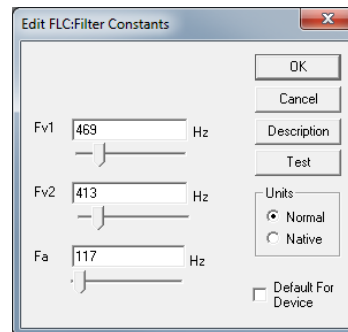 Edit FLC:Filter Constants
OK
Cancel
Description
Test
Fv1 469 Hz
Fv2 413 Hz
Fa 117 Hz
Units
Normal
Native
Default For
Device